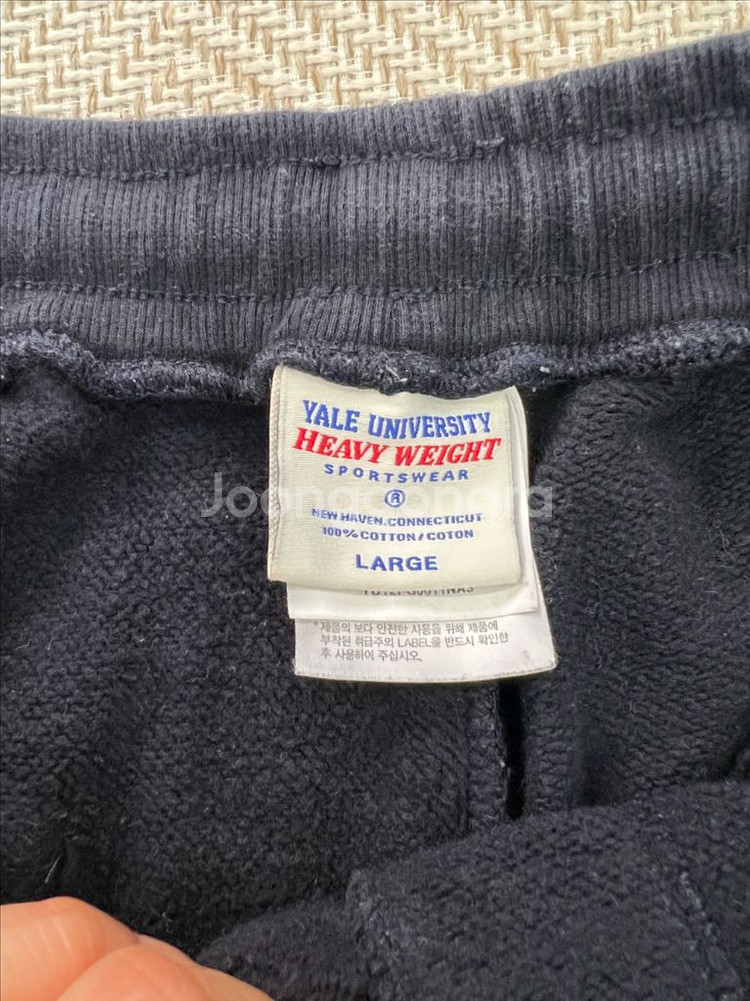 YALE UNIVERSITY
HEAVY WEIGHT
SPORTSWEAR
®
Joonggonara
NEW HAVEN.CONNECTICUT
100% COTTON/COTON
LARGE
*제품의 보다 안전한 사용을 위해 제품에
부착된 취급주의 LABEL을 반드시 확인한
후 사용하여 주십시오.